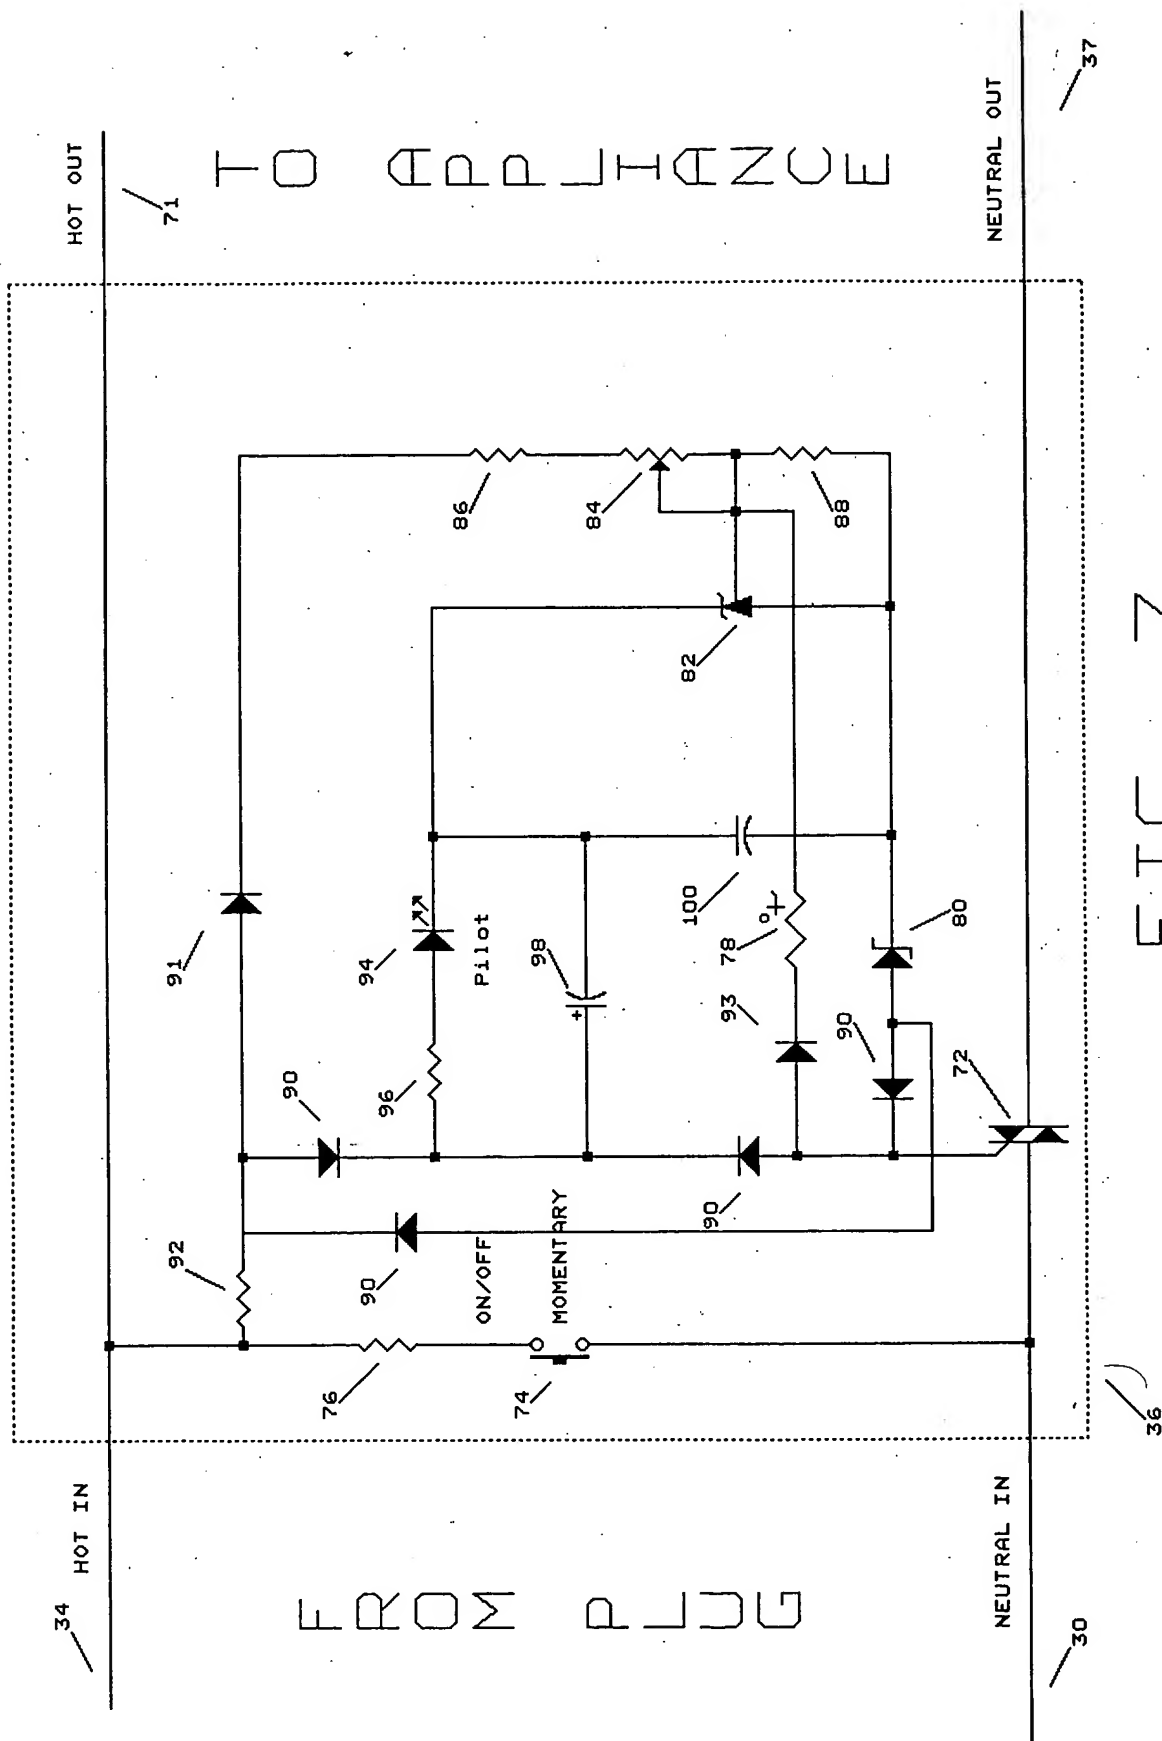 34
HOT IN
HOT OUT
71
FROM PLUG
TO APPLIANCE
92
91
90
76
90
96
94
Pilot
86
ON/OFF
MOMENTARY
74
98
+
84
90
93
78
100
82
88
90
72
80
NEUTRAL IN
NEUTRAL OUT
30
37
36
FIG 7